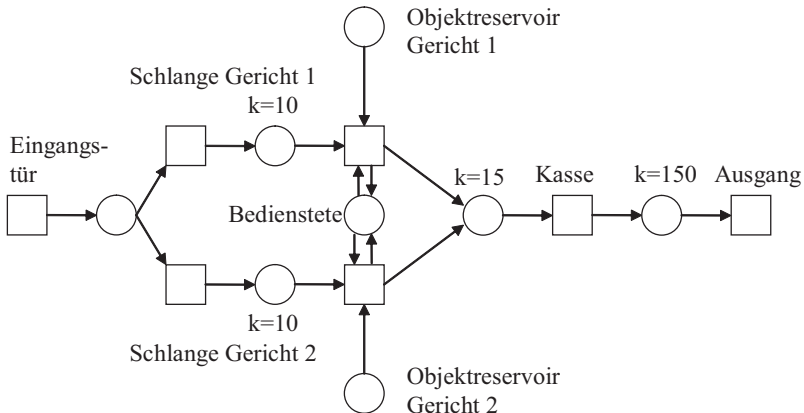 Objektreservoir
Gericht 1
Schlange Gericht 1
k=10
Eingangs-
tür
k=15
Kasse
k=150
Ausgang
Bedienstete
k=10
Schlange Gericht 2
Objektreservoir
Gericht 2